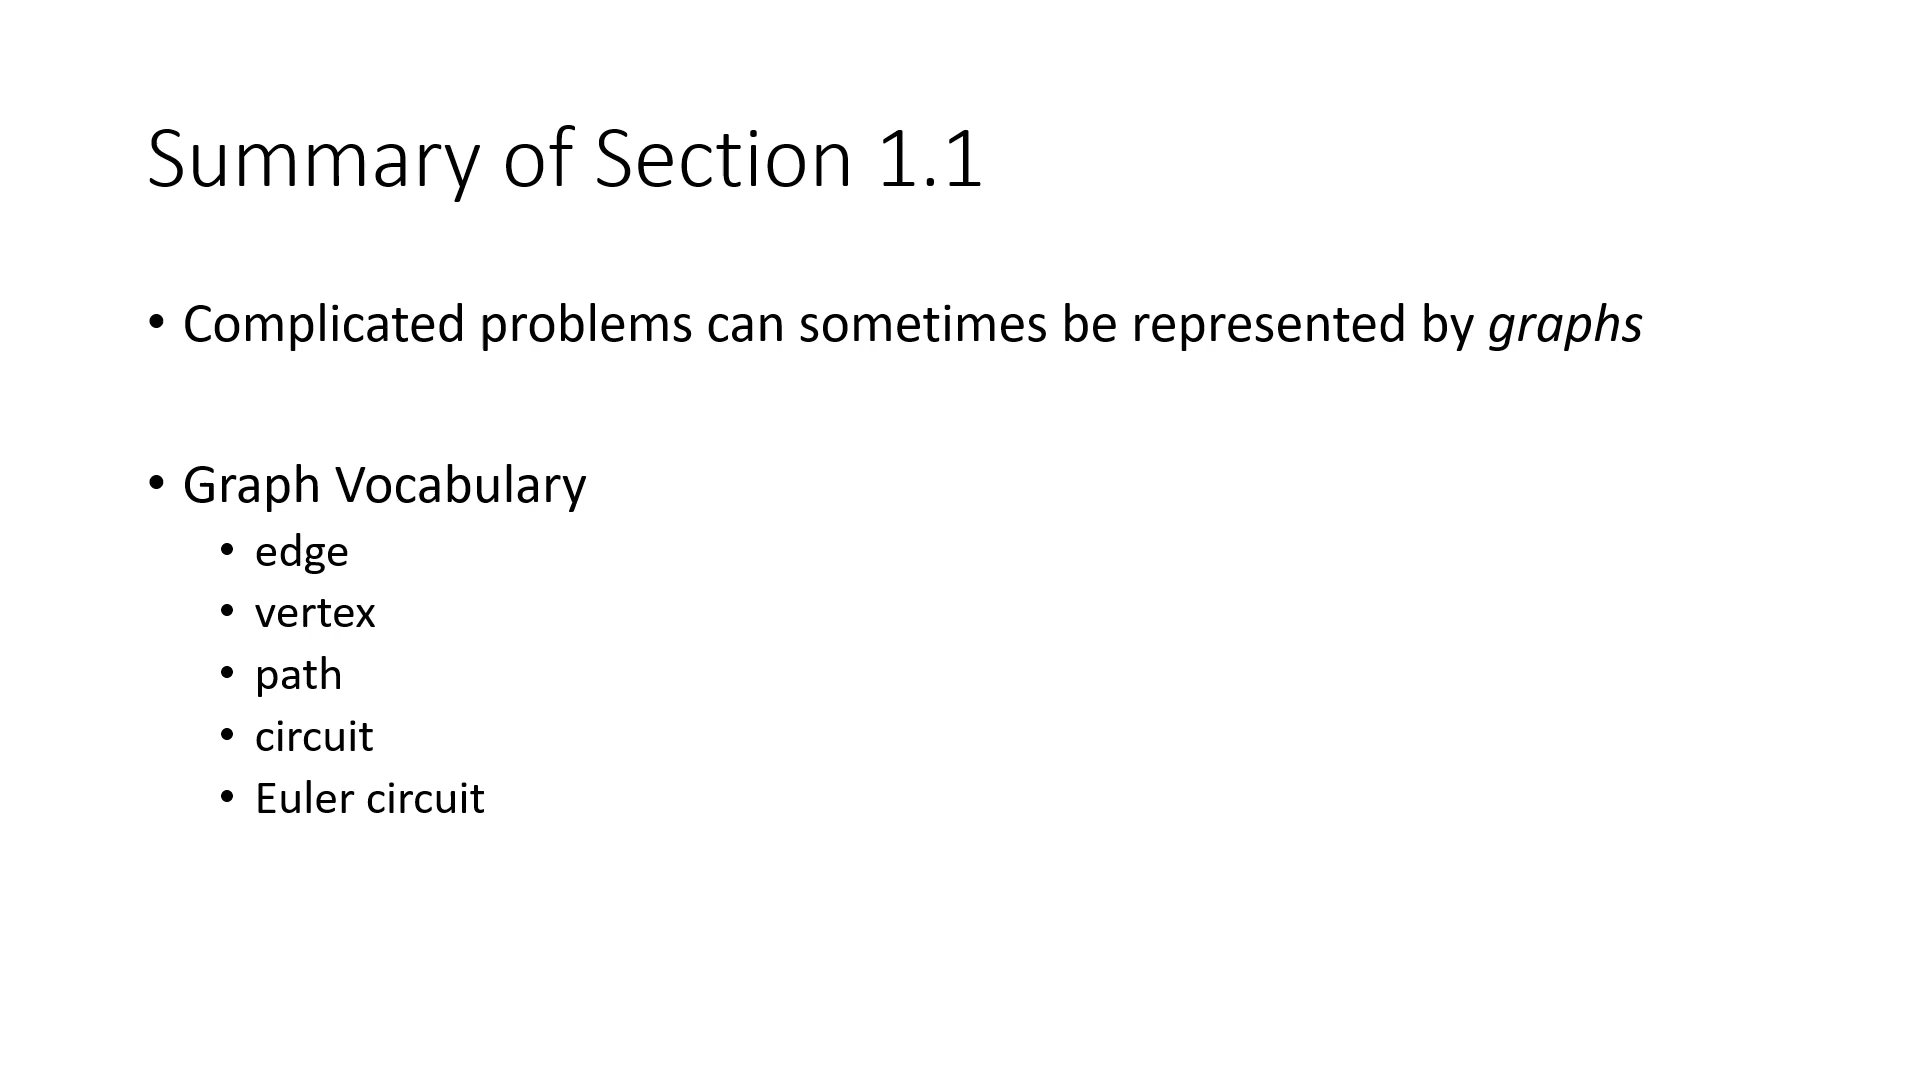 Summary of Section 1.1
• Complicated problems can sometimes be represented by graphs
• Graph Vocabulary
• edge
• vertex
• path
• circuit
• Euler circuit